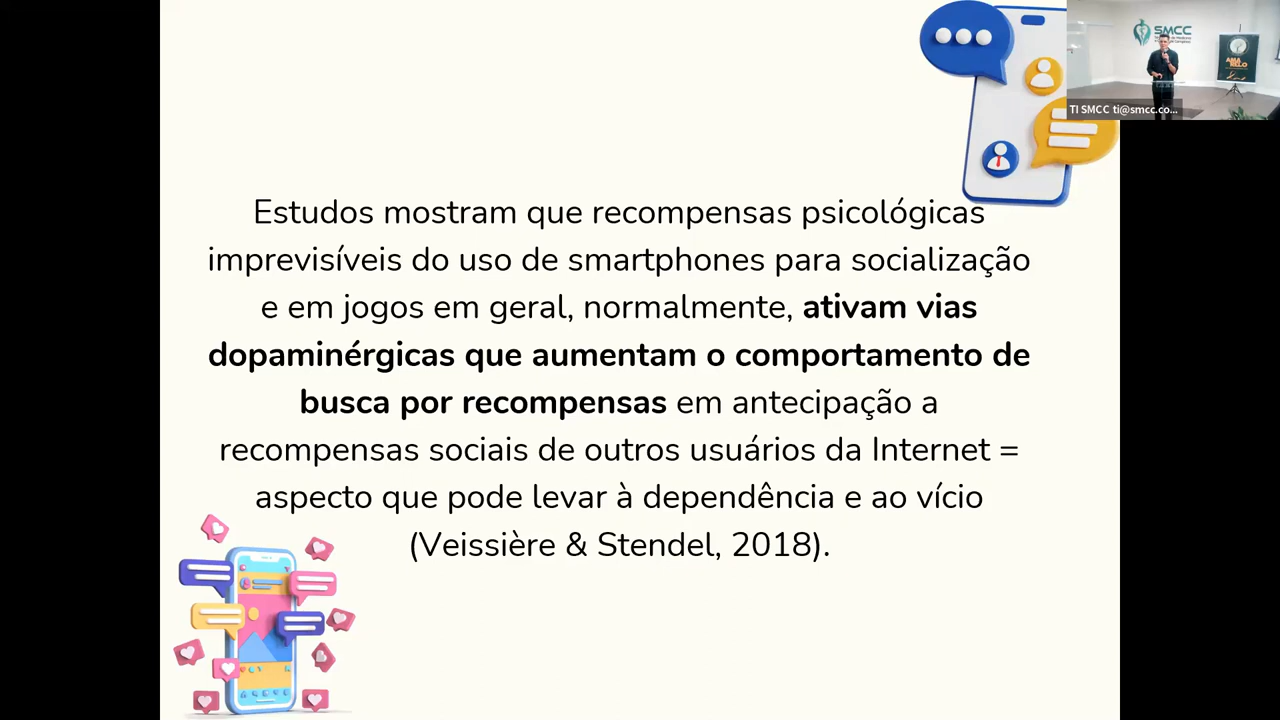 Estudos mostram que recompensas psicológicas
imprevisíveis do uso de smartphones para socialização
e em jogos em geral, normalmente, ativam vias
dopaminérgicas que aumentam o comportamento de
busca por recompensas em antecipação a
recompensas sociais de outros usuários da Internet =
aspecto que pode levar à dependência e ao vício
(Veissière & Stendel, 2018).
SMCC
TI SMCC ti@smcc.co...